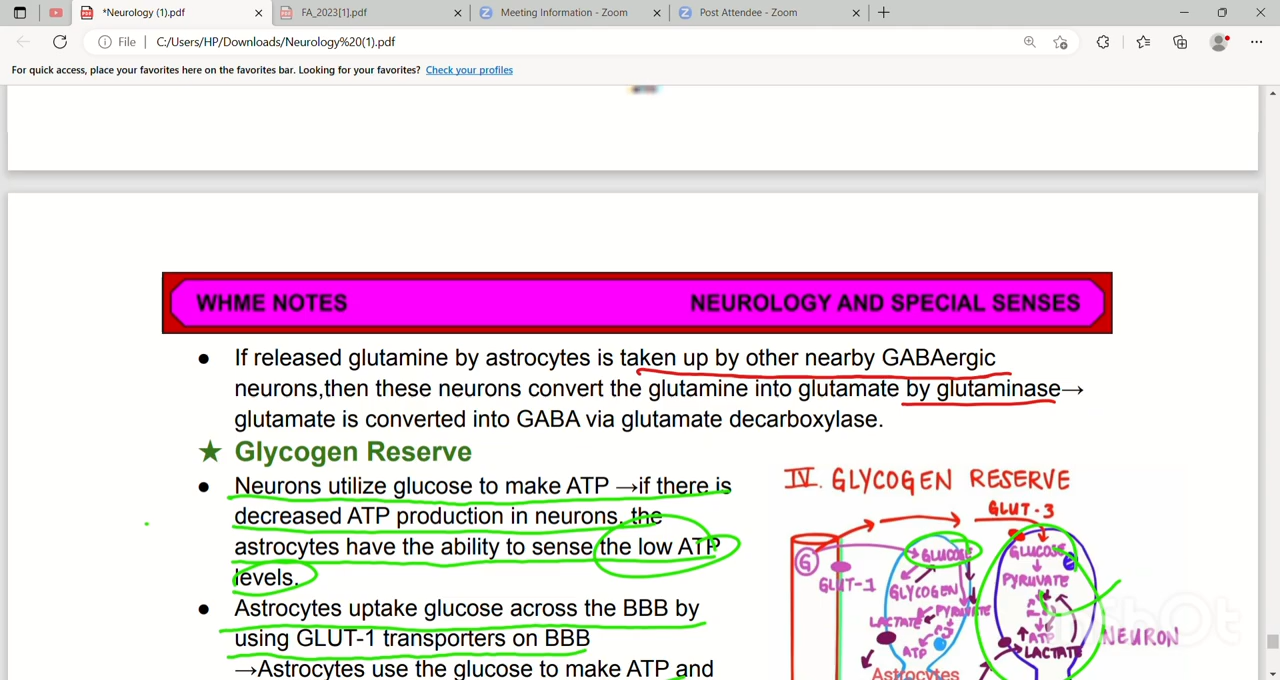 *Neurology (1).pdf
FA_2023[1].pdf
Meeting Information - Zoom
Post Attendee - Zoom
File
C:/Users/HP/Downloads/Neurology%20(1).pdf
For quick access, place your favorites here on the favorites bar. Looking for your favorites? Check your profiles
WHME NOTES NEUROLOGY AND SPECIAL SENSES
● If released glutamine by astrocytes is taken up by other nearby GABAergic
neurons,then these neurons convert the glutamine into glutamate by glutaminase→
glutamate is converted into GABA via glutamate decarboxylase.
★ Glycogen Reserve
● Neurons utilize glucose to make ATP →if there is
decreased ATP production in neurons, the
astrocytes have the ability to sense the low ATP
levels.
● Astrocytes uptake glucose across the BBB by
using GLUT-1 transporters on BBB
→Astrocytes use the glucose to make ATP and
IV. GLYCOGEN RESERVE
GLUT-3
G
GLUCOSE
GLUCOSE
GLUT-1
GLYCOGEN
PYRUVATE
PYRUVATE
LACTATE
ATP
↑ATP
LACTATE
NEURON
Astrocytes